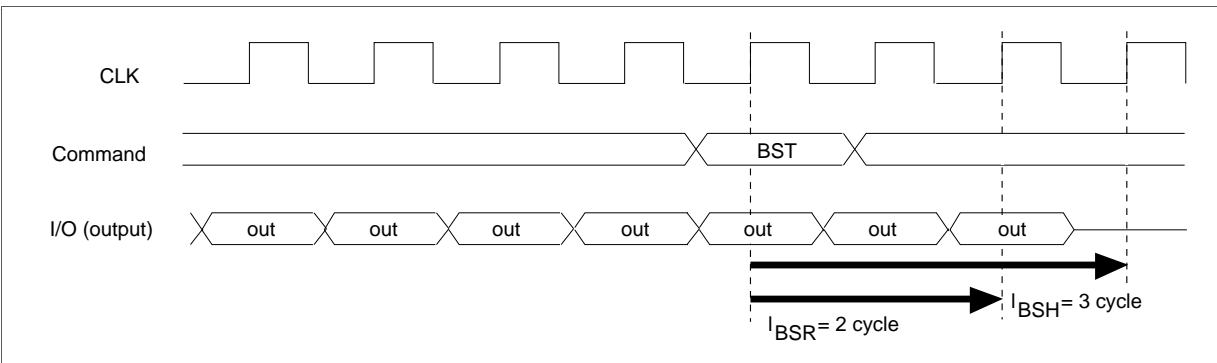 CLK
Command
BST
I/O (output)
out
out
out
out
out
out
out
lBSH= 3 cycle
lBSR= 2 cycle